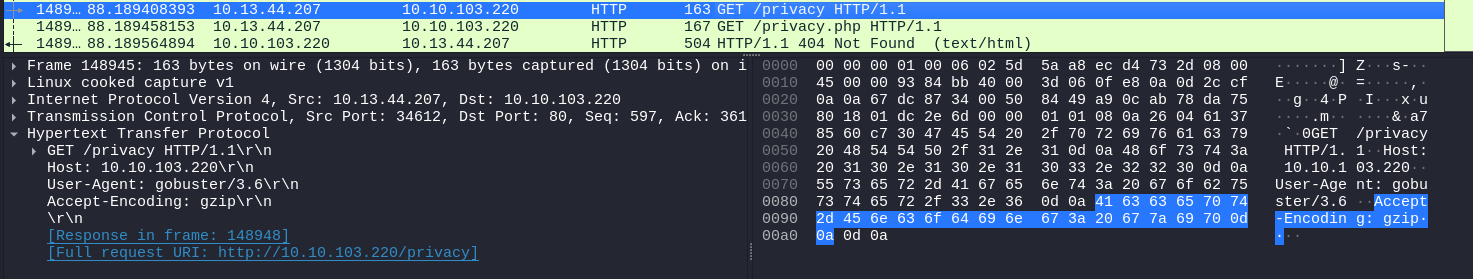 1489… 88.189408393 10.13.44.207 10.10.103.220 HTTP 163 GET /privacy HTTP/1.1
1489… 88.189458153 10.13.44.207 10.10.103.220 HTTP 167 GET /privacy.php HTTP/1.1
1489… 88.189564894 10.10.103.220 10.13.44.207 HTTP 504 HTTP/1.1 404 Not Found (text/html)
Frame 148945: 163 bytes on wire (1304 bits), 163 bytes captured (1304 bits) on i
Linux cooked capture v1
Internet Protocol Version 4, Src: 10.13.44.207, Dst: 10.10.103.220
Transmission Control Protocol, Src Port: 34612, Dst Port: 80, Seq: 597, Ack: 361
Hypertext Transfer Protocol
GET /privacy HTTP/1.1\r\n
Host: 10.10.103.220\r\n
User-Agent: gobuster/3.6\r\n
Accept-Encoding: gzip\r\n
\r\n
[Response in frame: 148948]
[Full request URI: http://10.10.103.220/privacy]
0000 00 00 00 01 00 06 02 5d 5a a8 ec d4 73 2d 08 00 ·······] Z···s-··
0010 45 00 00 93 84 bb 40 00 3d 06 0f e8 0a 0d 2c cf E·····@· =·····,·
0020 0a 0a 67 dc 87 34 00 50 84 49 a9 0c ab 78 da 75 ··g··4·P ·I···x·u
0030 80 18 01 dc 2e 6d 00 00 01 01 08 0a 26 04 61 37 ····.m·· ····&·a7
0040 85 60 c7 30 47 45 54 20 2f 70 72 69 76 61 63 79 ·`·0GET /privacy
0050 20 48 54 54 50 2f 31 2e 31 0d 0a 48 6f 73 74 3a HTTP/1. 1··Host:
0060 20 31 30 2e 31 30 2e 31 30 33 2e 32 32 30 0d 0a 10.10.1 03.220··
0070 55 73 65 72 2d 41 67 65 6e 74 3a 20 67 6f 62 75 User-Age nt: gobu
0080 73 74 65 72 2f 33 2e 36 0d 0a 41 63 63 65 70 74 ster/3.6 ··Accept
0090 2d 45 6e 63 6f 64 69 6e 67 3a 20 67 7a 69 70 0d -Encodin g: gzip·
00a0 0a 0d 0a ···